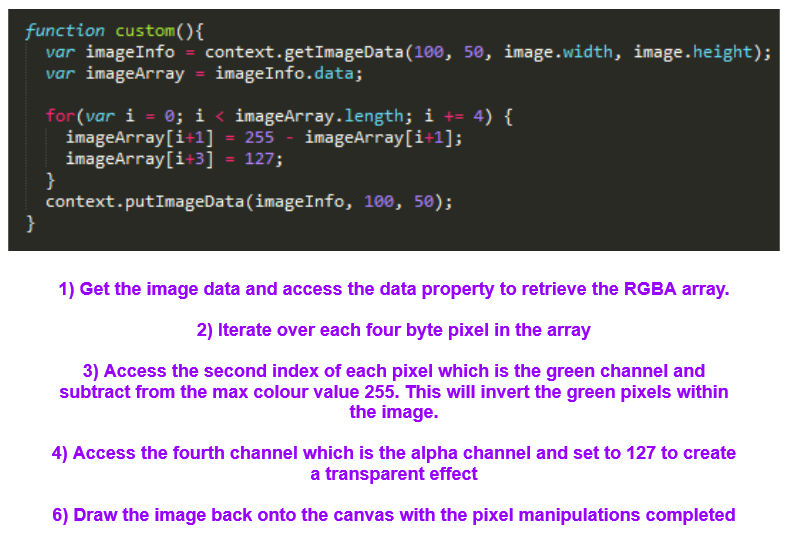 function custom(){
var imageInfo = context.getImageData(100, 50, image.width, image.height);
var imageArray = imageInfo.data;
for(var i = 0; i < imageArray.length; i += 4) {
imageArray[i+1] = 255 - imageArray[i+1];
imageArray[i+3] = 127;
}
context.putImageData(imageInfo, 100, 50);
}
1) Get the image data and access the data property to retrieve the RGBA array.
2) Iterate over each four byte pixel in the array
3) Access the second index of each pixel which is the green channel and
subtract from the max colour value 255. This will invert the green pixels within
the image.
4) Access the fourth channel which is the alpha channel and set to 127 to create
a transparent effect
6) Draw the image back onto the canvas with the pixel manipulations completed